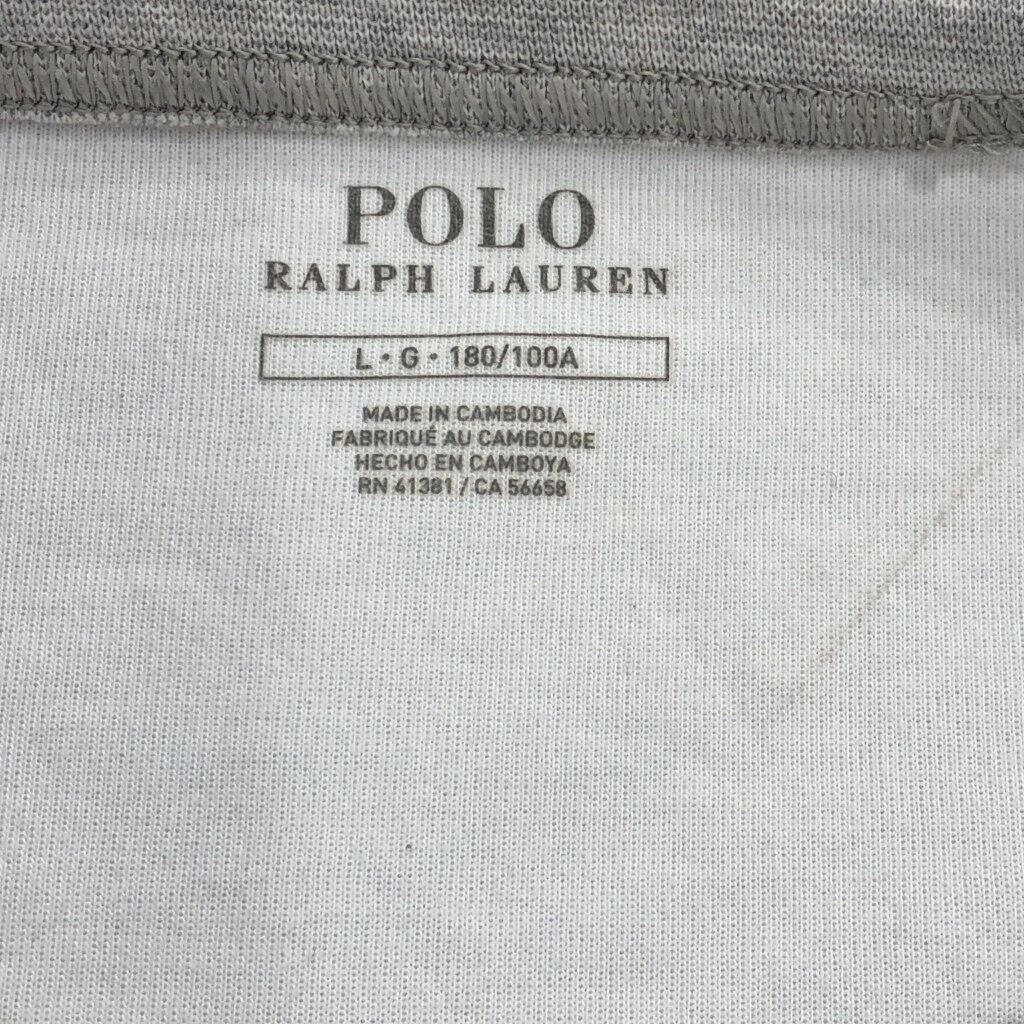 POLO
RALPH LAUREN
L • G • 180/100A
MADE IN CAMBODIA
FABRIQUÉ AU CAMBODGE
HECHO EN CAMBOYA
RN 41381 / CA 56658